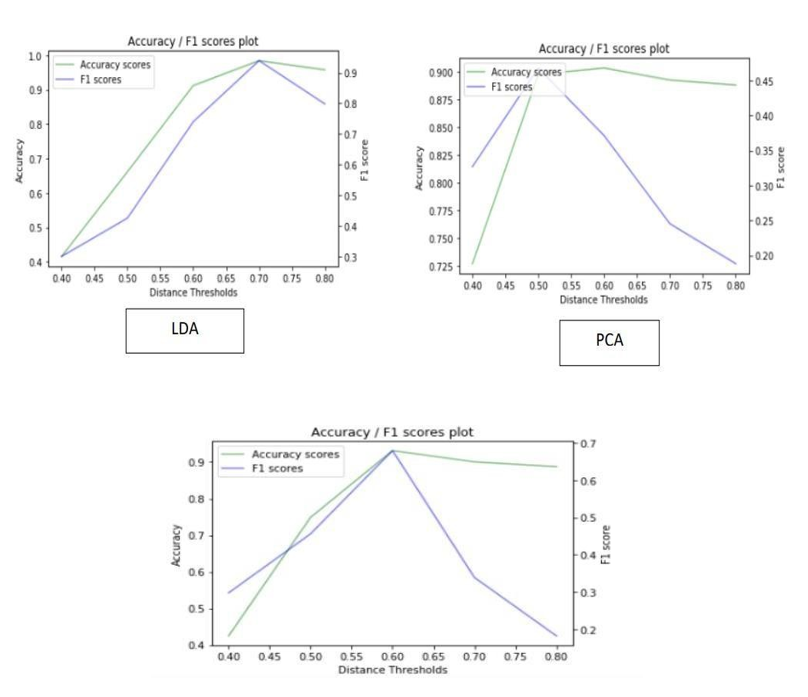 Accuracy / F1 scores plot
Accuracy scores
F1 scores
1.0
0.9
0.8
0.7
0.6
0.5
0.4
Accuracy
0.9
0.8
0.7
0.6
0.5
0.4
0.3
F1 score
0.40 0.45 0.50 0.55 0.60 0.65 0.70 0.75 0.80
Distance Thresholds
LDA
Accuracy / F1 scores plot
Accuracy scores
F1 scores
0.900
0.875
0.850
0.825
0.800
0.775
0.750
0.725
Accuracy
0.45
0.40
0.35
0.30
0.25
0.20
F1 score
0.40 0.45 0.50 0.55 0.60 0.65 0.70 0.75 0.80
Distance Thresholds
PCA
Accuracy / F1 scores plot
Accuracy scores
F1 scores
0.9
0.8
0.7
0.6
0.5
0.4
Accuracy
0.7
0.6
0.5
0.4
0.3
0.2
F1 score
0.40 0.45 0.50 0.55 0.60 0.65 0.70 0.75 0.80
Distance Thresholds